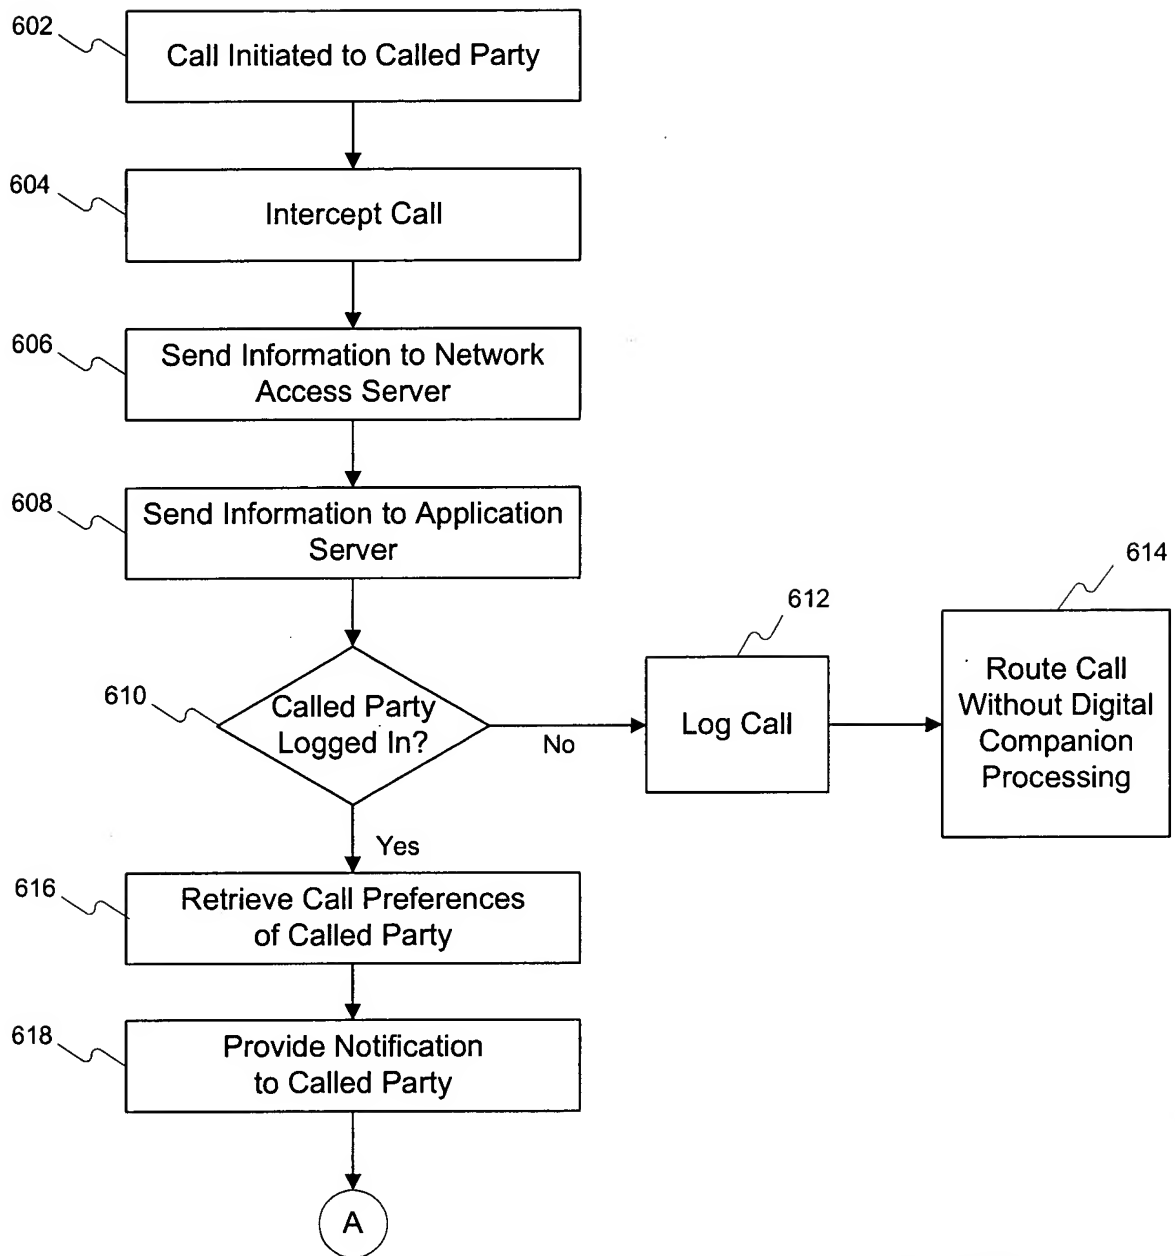 602
Call Initiated to Called Party
604
Intercept Call
606
Send Information to Network
Access Server
608
Send Information to Application
Server
614
612
Route Call
Without Digital
Companion
Processing
610
Called Party
Logged In?
No
Log Call
Yes
616
Retrieve Call Preferences
of Called Party
618
Provide Notification
to Called Party
A